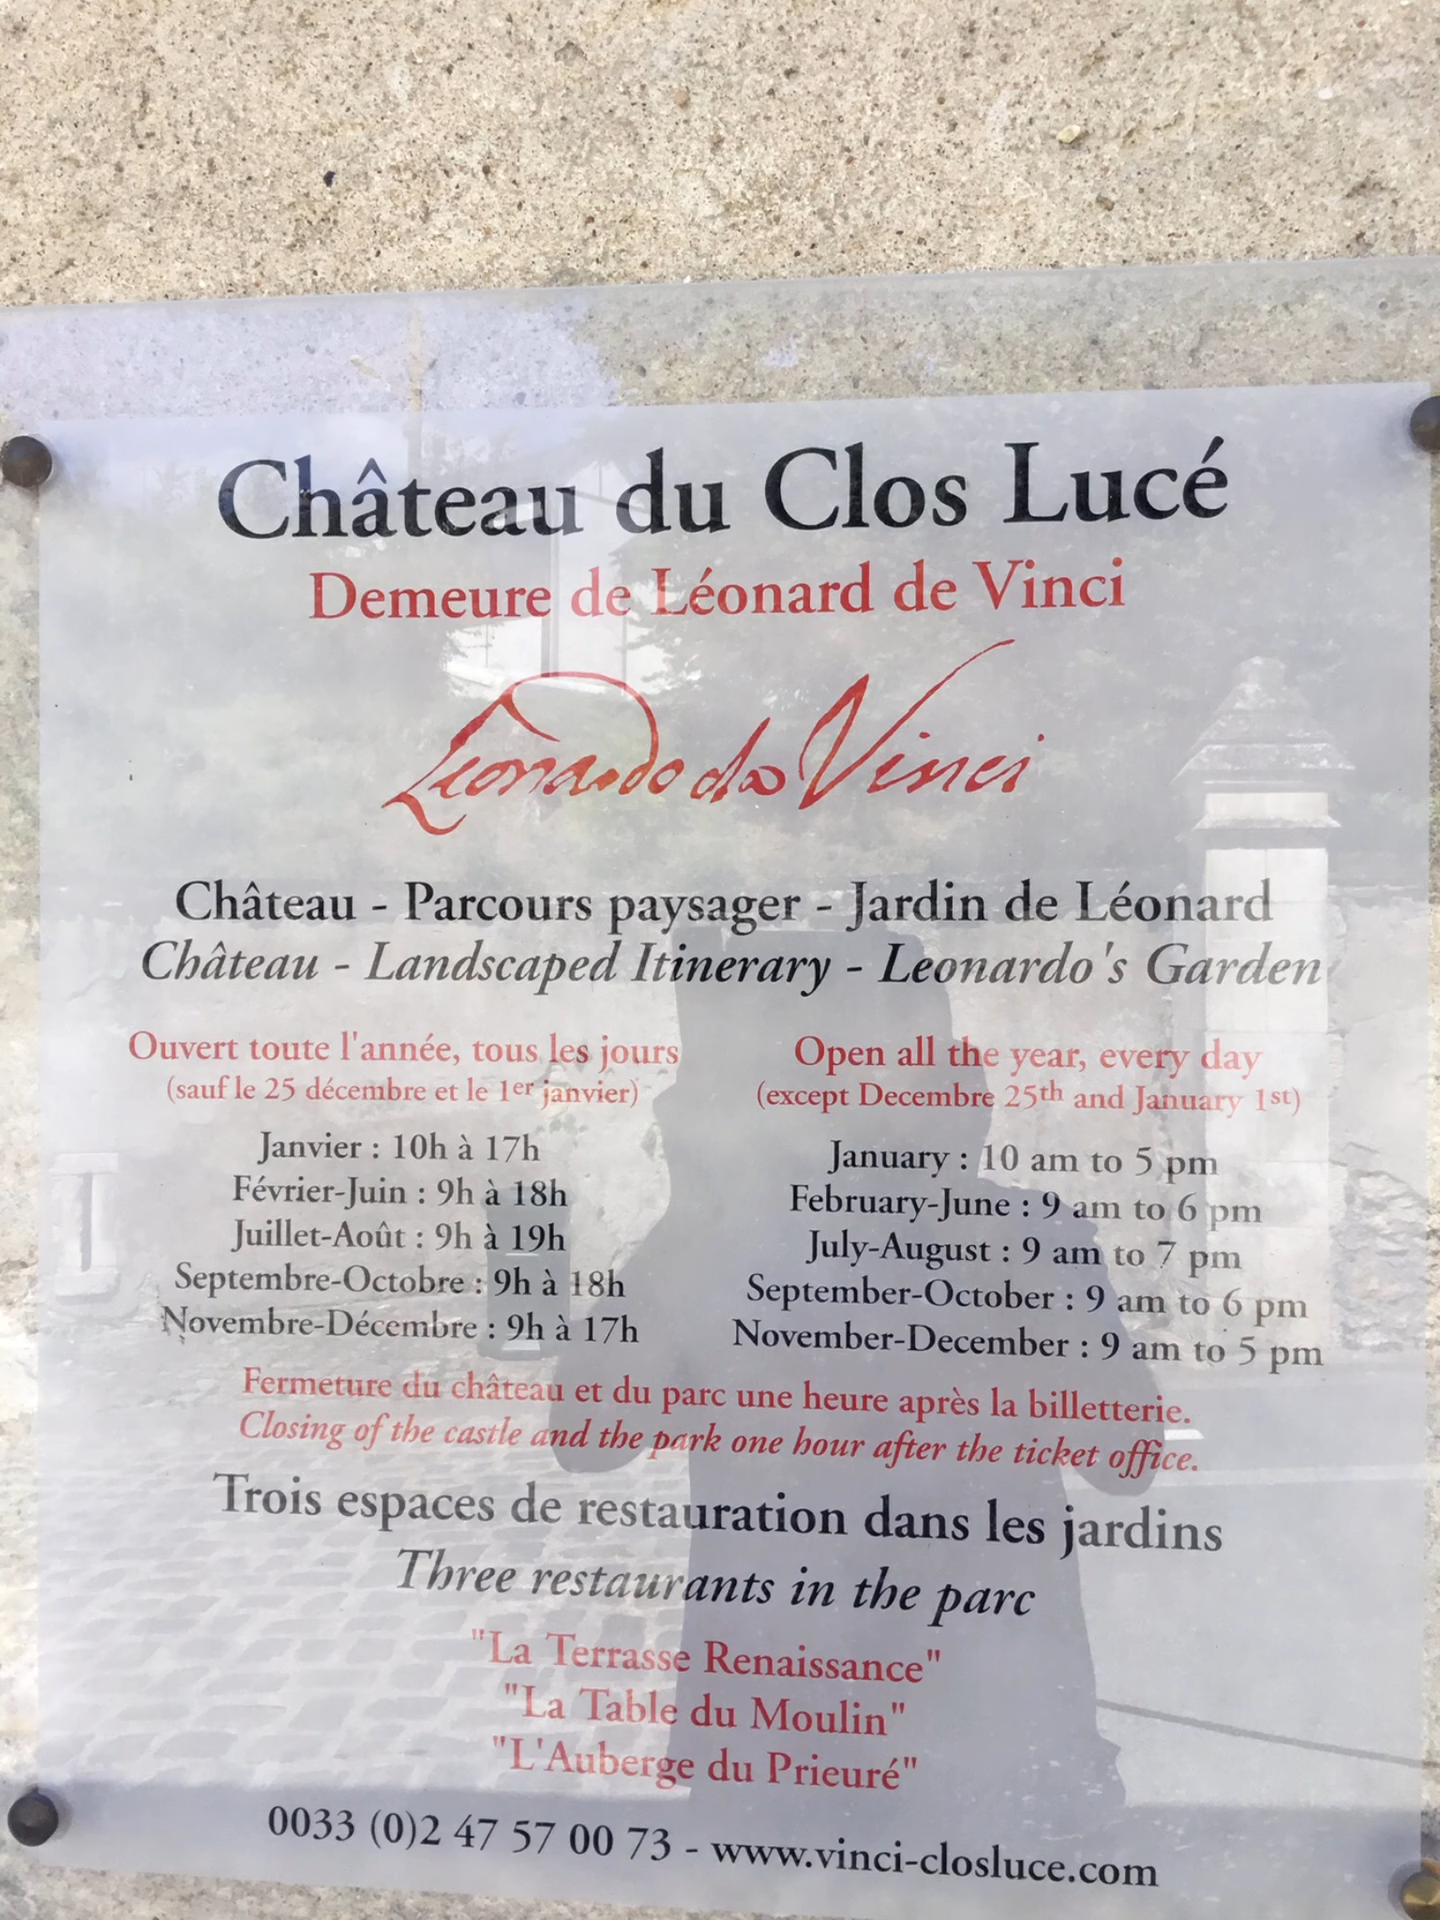 Château du Clos Lucé
Demeure de Léonard de Vinci
Leonardo da Vinci
Château - Parcours paysager - Jardin de Léonard
Château - Landscaped Itinerary - Leonardo's Garden
Ouvert toute l'année, tous les jours
(sauf le 25 décembre et le 1er janvier)
Janvier : 10h à 17h
Février-Juin : 9h à 18h
Juillet-Août : 9h à 19h
Septembre-Octobre : 9h à 18h
Novembre-Décembre : 9h à 17h
Open all the year, every day
(except Decembre 25th and January 1st)
January : 10 am to 5 pm
February-June : 9 am to 6 pm
July-August : 9 am to 7 pm
September-October : 9 am to 6 pm
November-December : 9 am to 5 pm
Fermeture du château et du parc une heure après la billetterie.
Closing of the castle and the park one hour after the ticket office.
Trois espaces de restauration dans les jardins
Three restaurants in the parc
"La Terrasse Renaissance"
"La Table du Moulin"
"L'Auberge du Prieuré"
0033 (0)2 47 57 00 73 - www.vinci-closluce.com